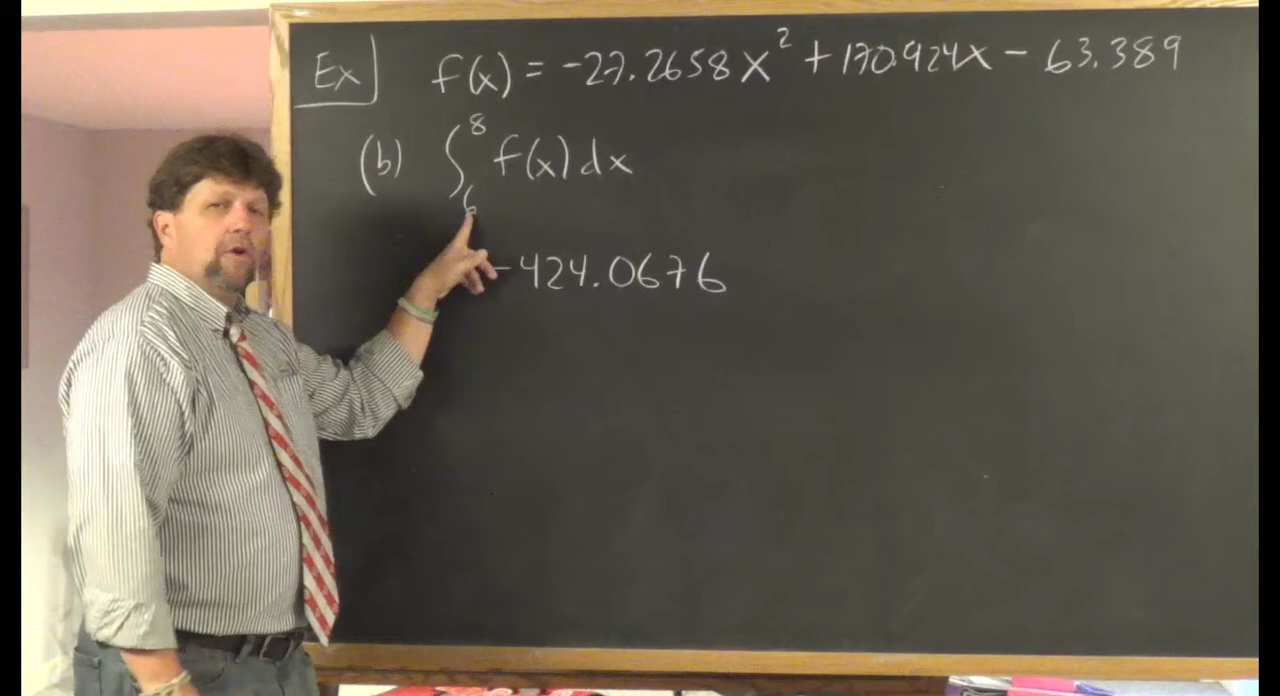 Ex f(x) = -27.2658x² + 170.924x - 63.389
(b) ∫₆⁸ f(x) dx
-424.0676